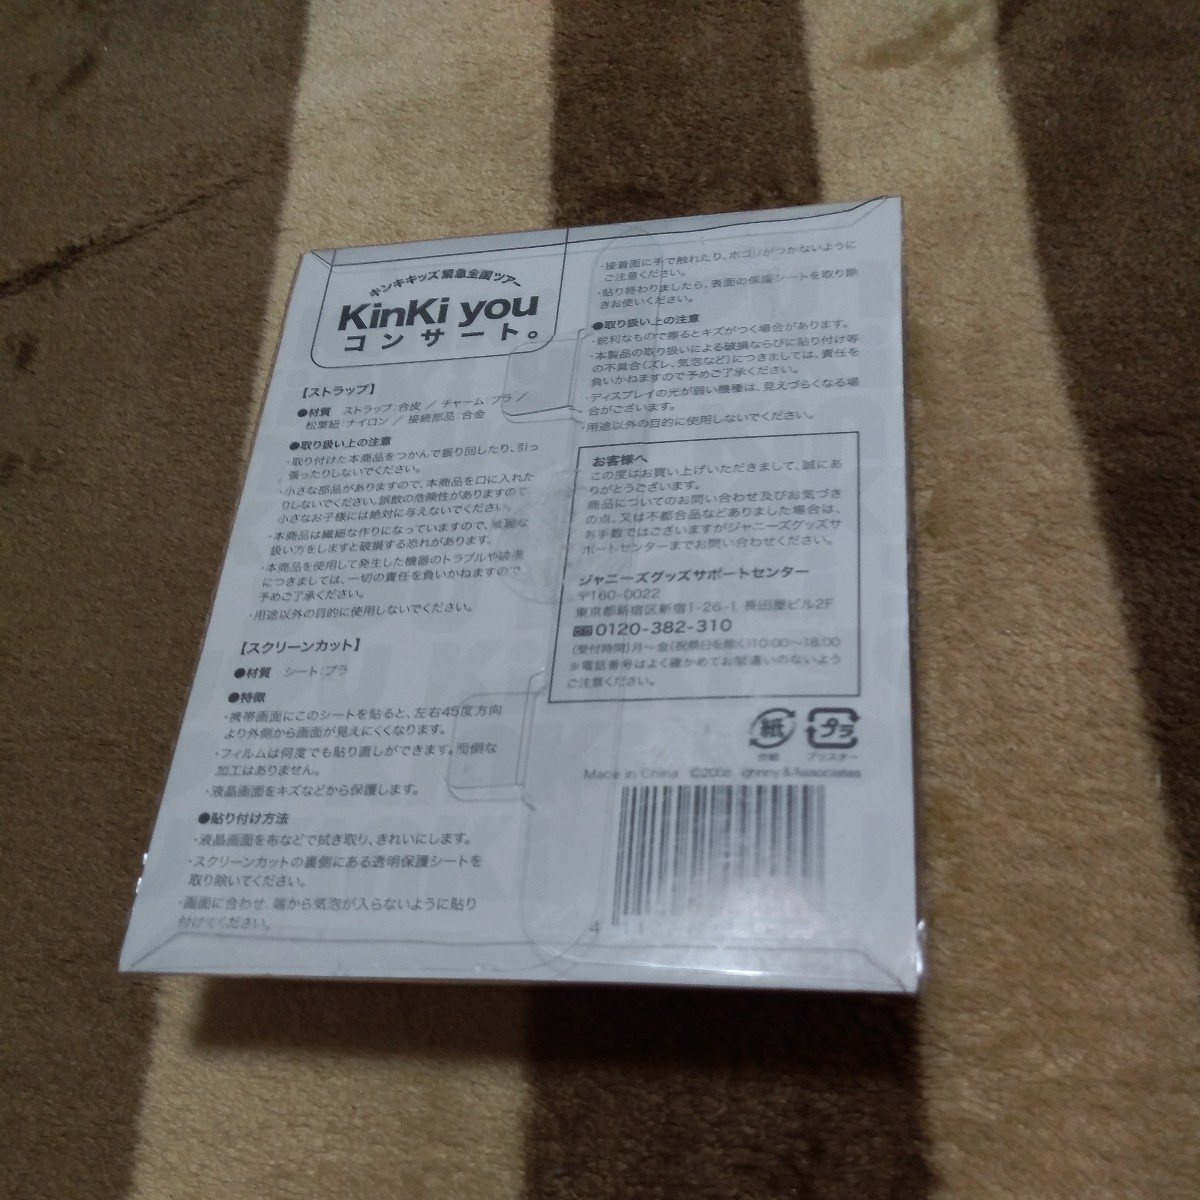 キンキキッズ緊急全国ツアー
KinKi you
コンサート。
【ストラップ】
●材質 ストラップ:合皮 / チャーム:プラ /
松葉紐:ナイロン / 接続部品:合金
●取り扱い上の注意
・取り付けた本商品をつかんで振り回したり、引っ
張ったりしないでください。
・小さな部品がありますので、本商品を口に入れた
りしないでください。誤飲の危険性がありますので、
小さなお子様には絶対に与えないでください。
・本商品は繊細な作りになっていますので、乱暴な
扱い方をしますと破損する恐れがあります。
・本商品を使用して発生した機器のトラブルや破損
につきましては、一切の責任を負いかねますので
予めご了承ください。
・用途以外の目的に使用しないでください。
【スクリーンカット】
●材質 シート:プラ
●特徴
・携帯画面にこのシートを貼ると、左右45度方向
より外側から画面が見えにくくなります。
・フィルムは何度でも貼り直しができます。面倒な
加工はありません。
・液晶画面をキズなどから保護します。
●貼り付け方法
・液晶画面を布などで拭き取り、きれいにします。
・スクリーンカットの裏側にある透明保護シートを
取り除いてください。
・画面に合わせ、端から気泡が入らないように貼り
付けてください。
・接着面に手で触れたり、ホコリがつかないように
ご注意ください。
・貼り終わりましたら、表面の保護シートを取り除
きお使いください。
●取り扱い上の注意
・鋭利なもので擦るとキズがつく場合があります。
・本製品の取り扱いによる破損ならびに貼り付け等
の不具合(ズレ、気泡など)につきましては、責任を
負いかねますので予めご了承ください。
・ディスプレイの光が弱い機種は、見えづらくなる場
合がございます。
・用途以外の目的に使用しないでください。
お客様へ
この度はお買い上げいただきまして、誠にあ
りがとうございます。
商品についてのお問い合わせ及びお気づき
の点、又は不都合品などありました場合は、
お手数ではございますがジャニーズグッズサ
ポートセンターまでお問い合わせください。
ジャニーズグッズサポートセンター
〒160-0022
東京都新宿区新宿1-26-1 長田屋ビル2F
0120-382-310
(受付時間)月〜金(祝祭日を除く)10:00〜18:00
※電話番号はよく確かめてお間違いのないよう
ご注意ください。
紙 プラ
台紙 ブリスター
Made in China ©2008 Johnny & Associates
4